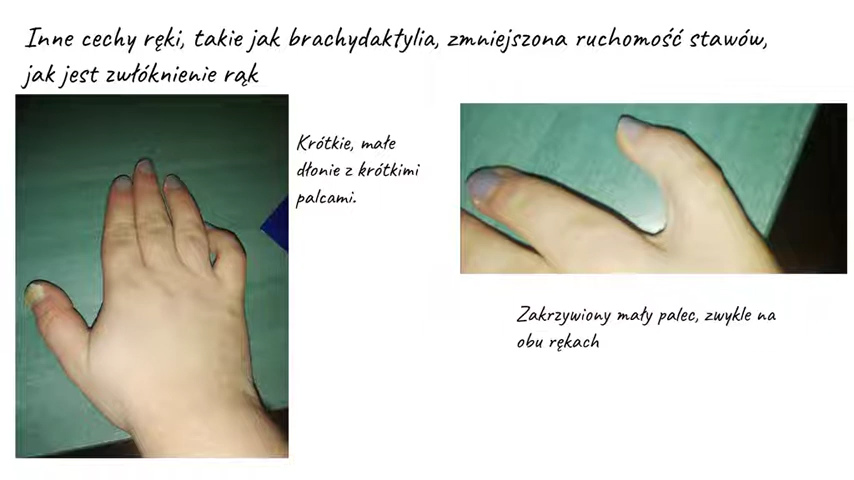 Inne cechy ręki, takie jak brachydaktylia, zmniejszona ruchomość stawów,
jak jest zwłóknienie rąk
Krótkie, małe
dłonie z krótkimi
palcami.
Zakrzywiony mały palec, zwykle na
obu rękach